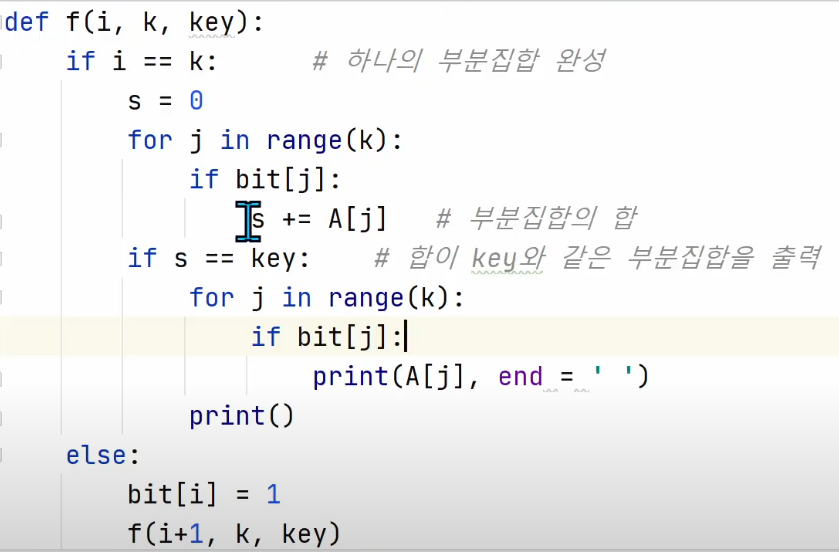 def f(i, k, key):
    if i == k:      # 하나의 부분집합 완성
        s = 0
        for j in range(k):
            if bit[j]:
                s += A[j]   # 부분집합의 합
        if s == key:    # 합이 key와 같은 부분집합을 출력
            for j in range(k):
                if bit[j]:
                    print(A[j], end = ' ')
            print()
    else:
        bit[i] = 1
        f(i+1, k, key)